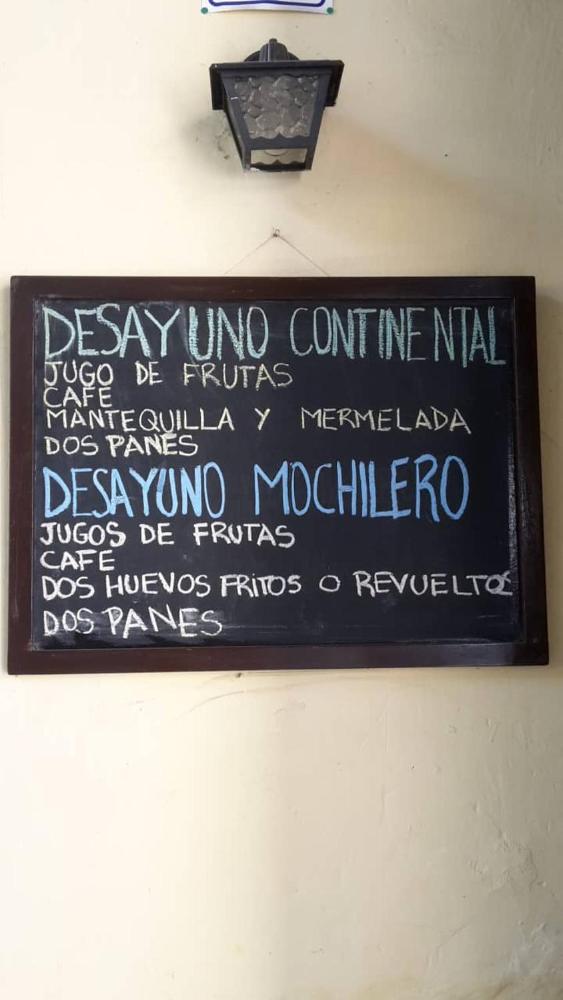 DESAYUNO CONTINENTAL
JUGO DE FRUTAS
CAFE
MANTEQUILLA Y MERMELADA
DOS PANES
DESAYUNO MOCHILERO
JUGOS DE FRUTAS
CAFE
DOS HUEVOS FRITOS O REVUELTOS
DOS PANES